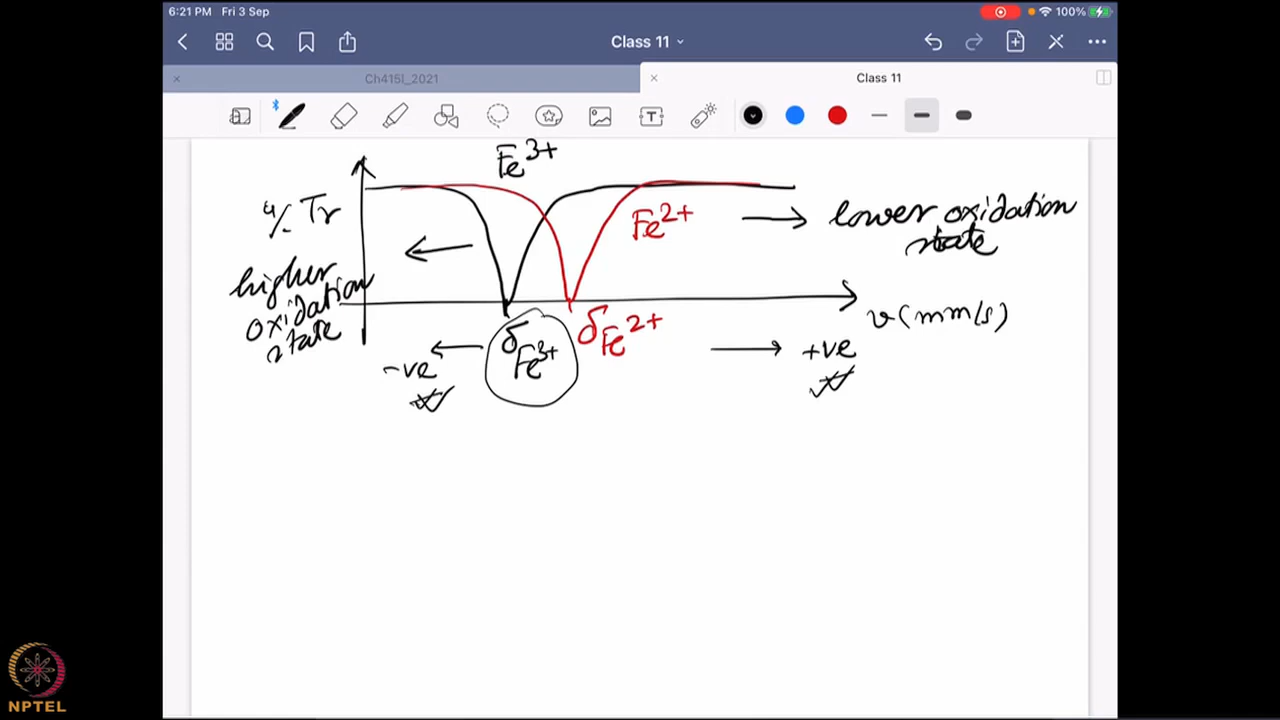 6:21 PM Fri 3 Sep
100%
Class 11
Ch415I_2021
Class 11
T
Fe3+
% Tr
Fe2+
lower oxidation
state
higher
oxidation
state
v (mm/s)
δFe3+
δFe2+
-ve
+ve
NPTEL